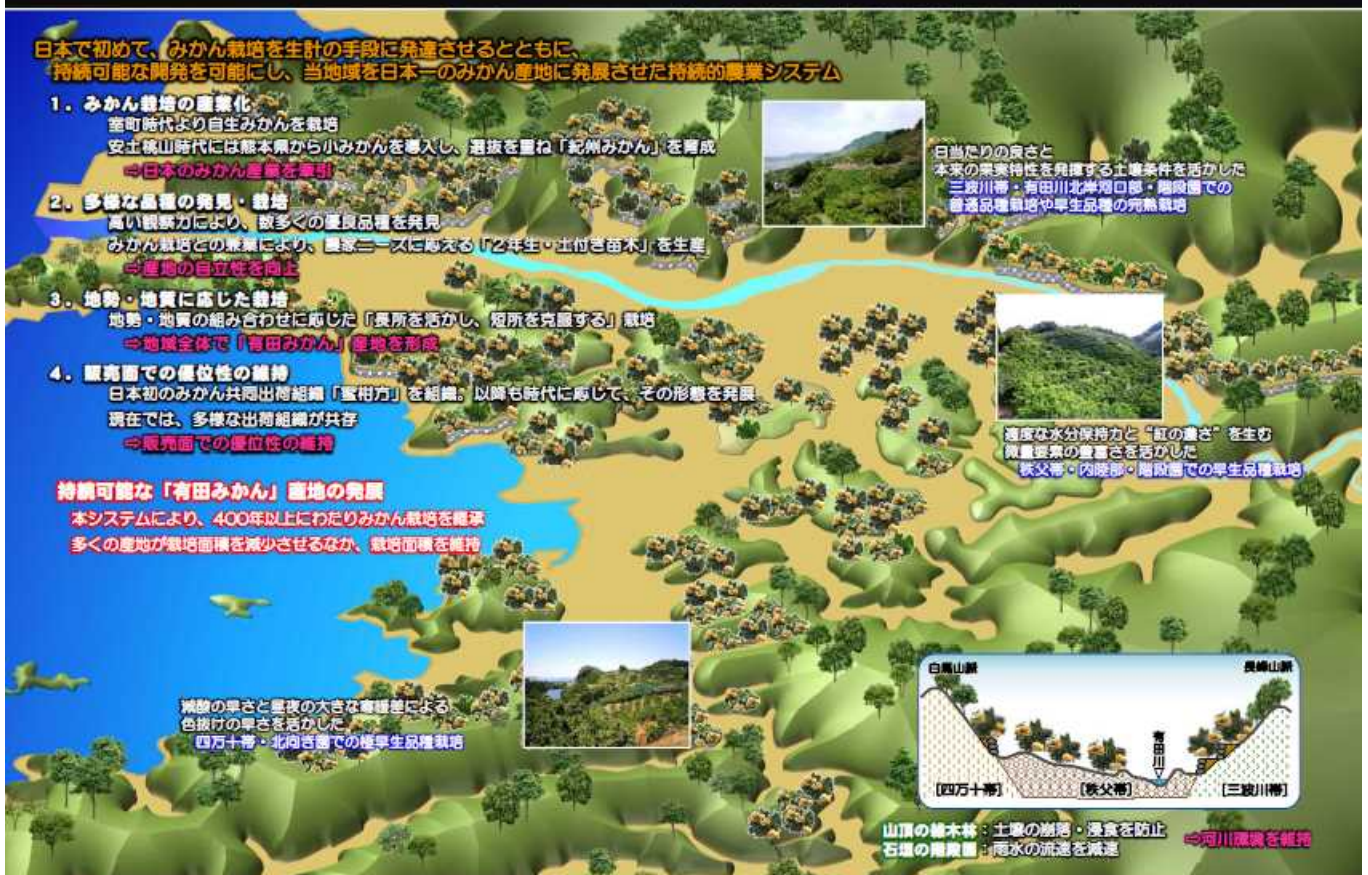 日本で初めて、みかん栽培を生計の手段に発達させるとともに、
持続可能な開発を可能にし、当地域を日本一のみかん産地に発展させた持続的農業システム
1．みかん栽培の産業化
室町時代より自生みかんを栽培
安土桃山時代には熊本県から小みかんを導入し、選抜を重ね「紀州みかん」を育成
⇨日本のみかん産業を牽引
2．多様な品種の発見・栽培
高い観察力により、数多くの優良品種を発見
みかん栽培との兼業により、農家ニーズに応える「2年生・土付き苗木」を生産
⇨産地の自立性を向上
3．地勢・地質に応じた栽培
地勢・地質の組み合わせに応じた「長所を活かし、短所を克服する」栽培
⇨地域全体で「有田みかん」産地を形成
4．販売面での優位性の維持
日本初のみかん共同出荷組織「蜜柑方」を組織。以降も時代に応じて、その形態を発展
現在では、多様な出荷組織が共存
⇨販売面での優位性の維持
持続可能な「有田みかん」産地の発展
本システムにより、400年以上にわたりみかん栽培を継承
多くの産地が栽培面積を減少させるなか、栽培面積を維持
日当たりの良さと
本来の果実特性を発揮する土壌条件を活かした
三波川帯・有田川北岸河口部・階段園での
普通品種栽培や早生品種の完熟栽培
適度な水分保持力と“紅の濃さ”を生む
微量要素の豊富さを活かした
秩父帯・内陸部・階段園での早生品種栽培
減酸の早さと昼夜の大きな寒暖差による
色抜けの早さを活かした
四万十帯・北向き園での極早生品種栽培
白馬山脈
長峰山脈
有田川
[四万十帯]
[秩父帯]
[三波川帯]
山頂の雑木林：土壌の崩落・浸食を防止
石垣の階段園：雨水の流速を減速
⇨河川環境を維持